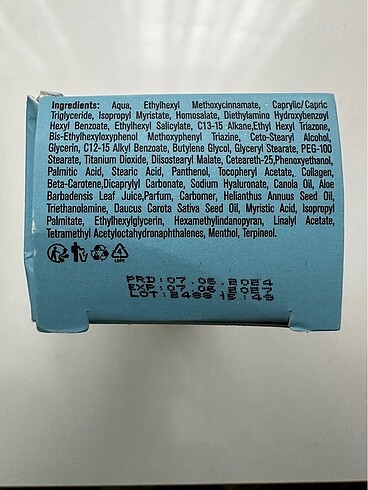 Ingredients: Aqua, Ethylhexyl Methoxycinnamate, Caprylic/Capric
Triglyceride, Isopropyl Myristate, Homosalate, Diethylamino Hydroxybenzoyl
Hexyl Benzoate, Ethylhexyl Salicylate, C13-15 Alkane,Ethyl Hexyl Triazone,
Bis-Ethylhexyloxyphenol Methoxyphenyl Triazine, Ceto-Stearyl Alcohol,
Glycerin, C12-15 Alkyl Benzoate, Butylene Glycol, Glyceryl Stearate, PEG-100
Stearate, Titanium Dioxide, Diisostearyl Malate, Ceteareth-25,Phenoxyethanol,
Palmitic Acid, Stearic Acid, Panthenol, Tocopheryl Acetate, Collagen,
Beta-Carotene,Dicaprylyl Carbonate, Sodium Hyaluronate, Canola Oil, Aloe
Barbadensis Leaf Juice,Parfum, Carbomer, Helianthus Annuus Seed Oil,
Triethanolamine, Daucus Carota Sativa Seed Oil, Myristic Acid, Isopropyl
Palmitate, Ethylhexylglycerin, Hexamethylindanopyran, Linalyl Acetate,
Tetramethyl Acetyloctahydronaphthalenes, Menthol, Terpineol.
LDPE
PRD:07.06.2024
EXP:07.06.2027
LOT:2488